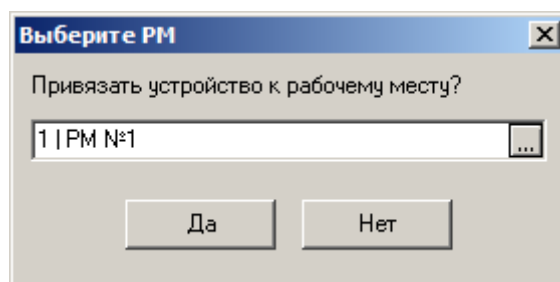 Выберите РМ
Привязать устройство к рабочему месту?
1 | РМ №1
...
Да
Нет